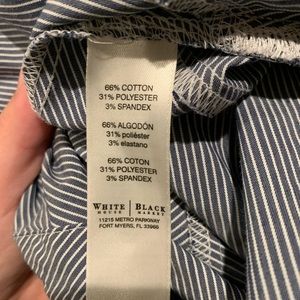 66% COTTON
31% POLYESTER
3% SPANDEX
66% ALGODÓN
31% poliéster
3% elastano
66% COTON
31% POLYESTER
3% SPANDEX
WHITE | BLACK
HOUSE | MARKET
11215 METRO PARKWAY
FORT MYERS, FL 33966